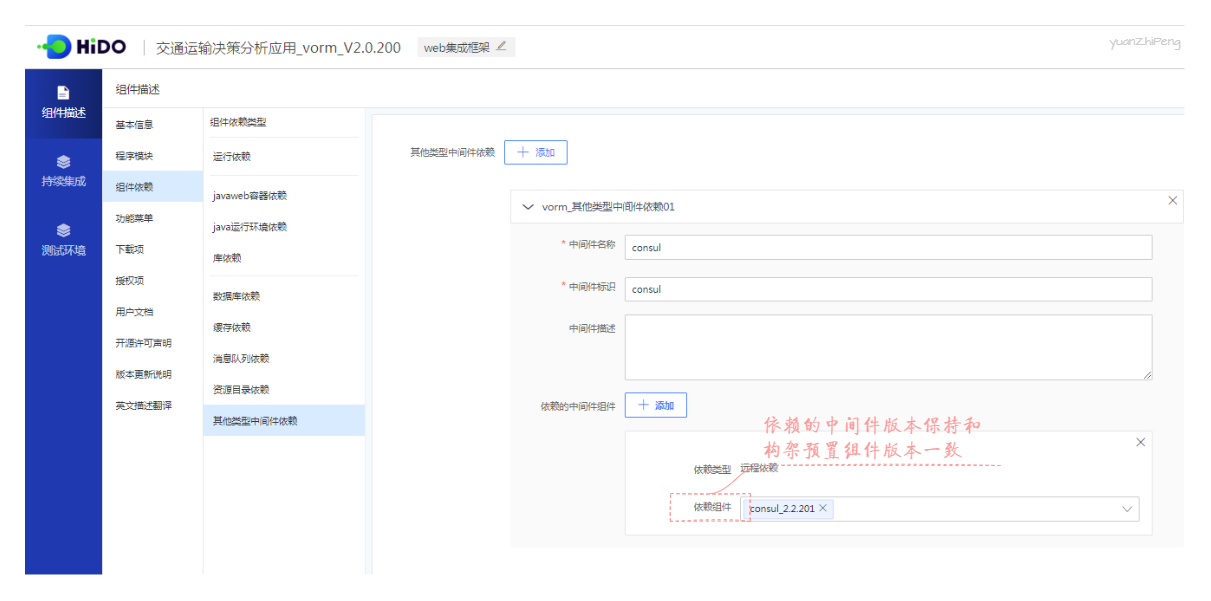 HiDO
交通运输决策分析应用_vorm_V2.0.200
web集成框架
yuanZhiPeng
组件描述
持续集成
测试环境
组件描述
基本信息
程序模块
组件依赖
功能菜单
下载项
授权项
用户文档
开源许可声明
版本更新说明
英文描述翻译
组件依赖类型
运行依赖
javaweb容器依赖
java运行环境依赖
库依赖
数据库依赖
缓存依赖
消息队列依赖
资源目录依赖
其他类型中间件依赖
其他类型中间件依赖
添加
vorm_其他类型中间件依赖01
* 中间件名称
consul
* 中间件标识
consul
中间件描述
依赖的中间件组件
添加
依赖的中间件版本保持和
构架预置组件版本一致
依赖类型 远程依赖
依赖组件
consul_2.2.201